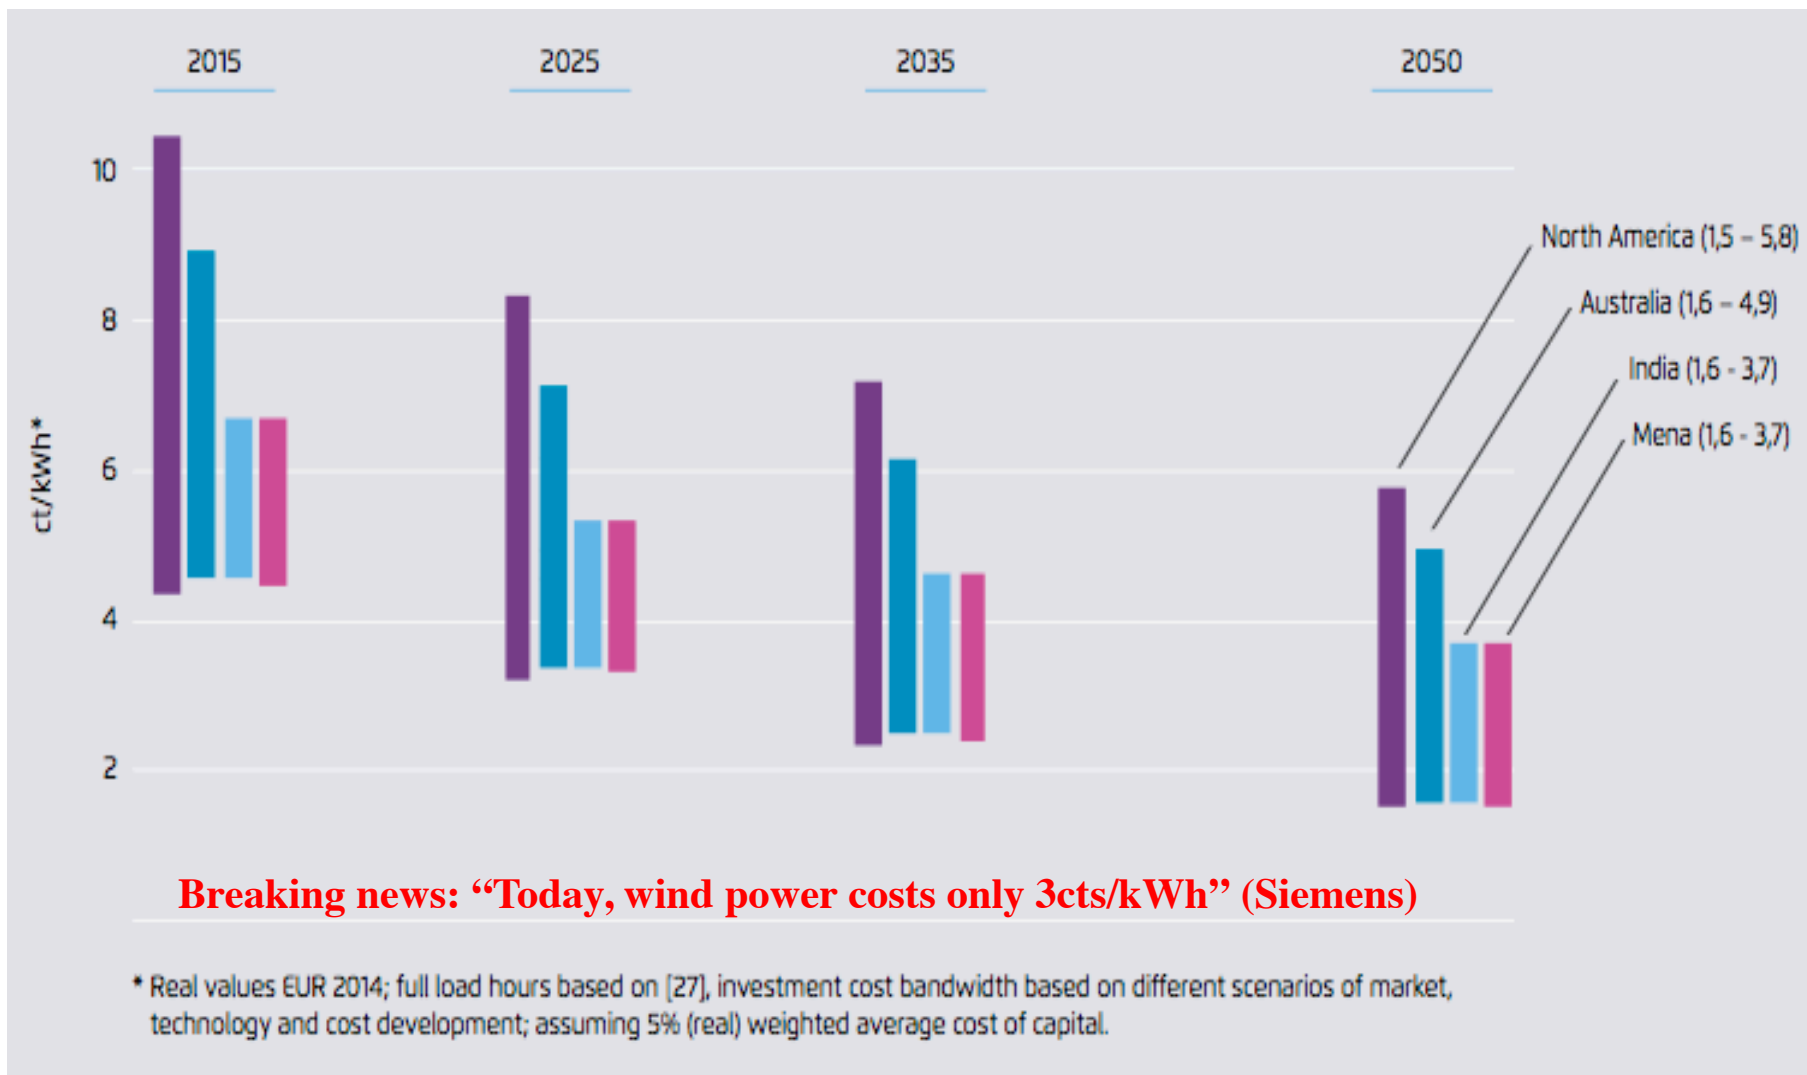 2015
2025
2035
2050
10
8
6
4
2
ct/kWh*
North America (1,5 – 5,8)
Australia (1,6 – 4,9)
India (1,6 - 3,7)
Mena (1,6 - 3,7)
Breaking news: “Today, wind power costs only 3cts/kWh” (Siemens)
* Real values EUR 2014; full load hours based on [27], investment cost bandwidth based on different scenarios of market,
technology and cost development; assuming 5% (real) weighted average cost of capital.